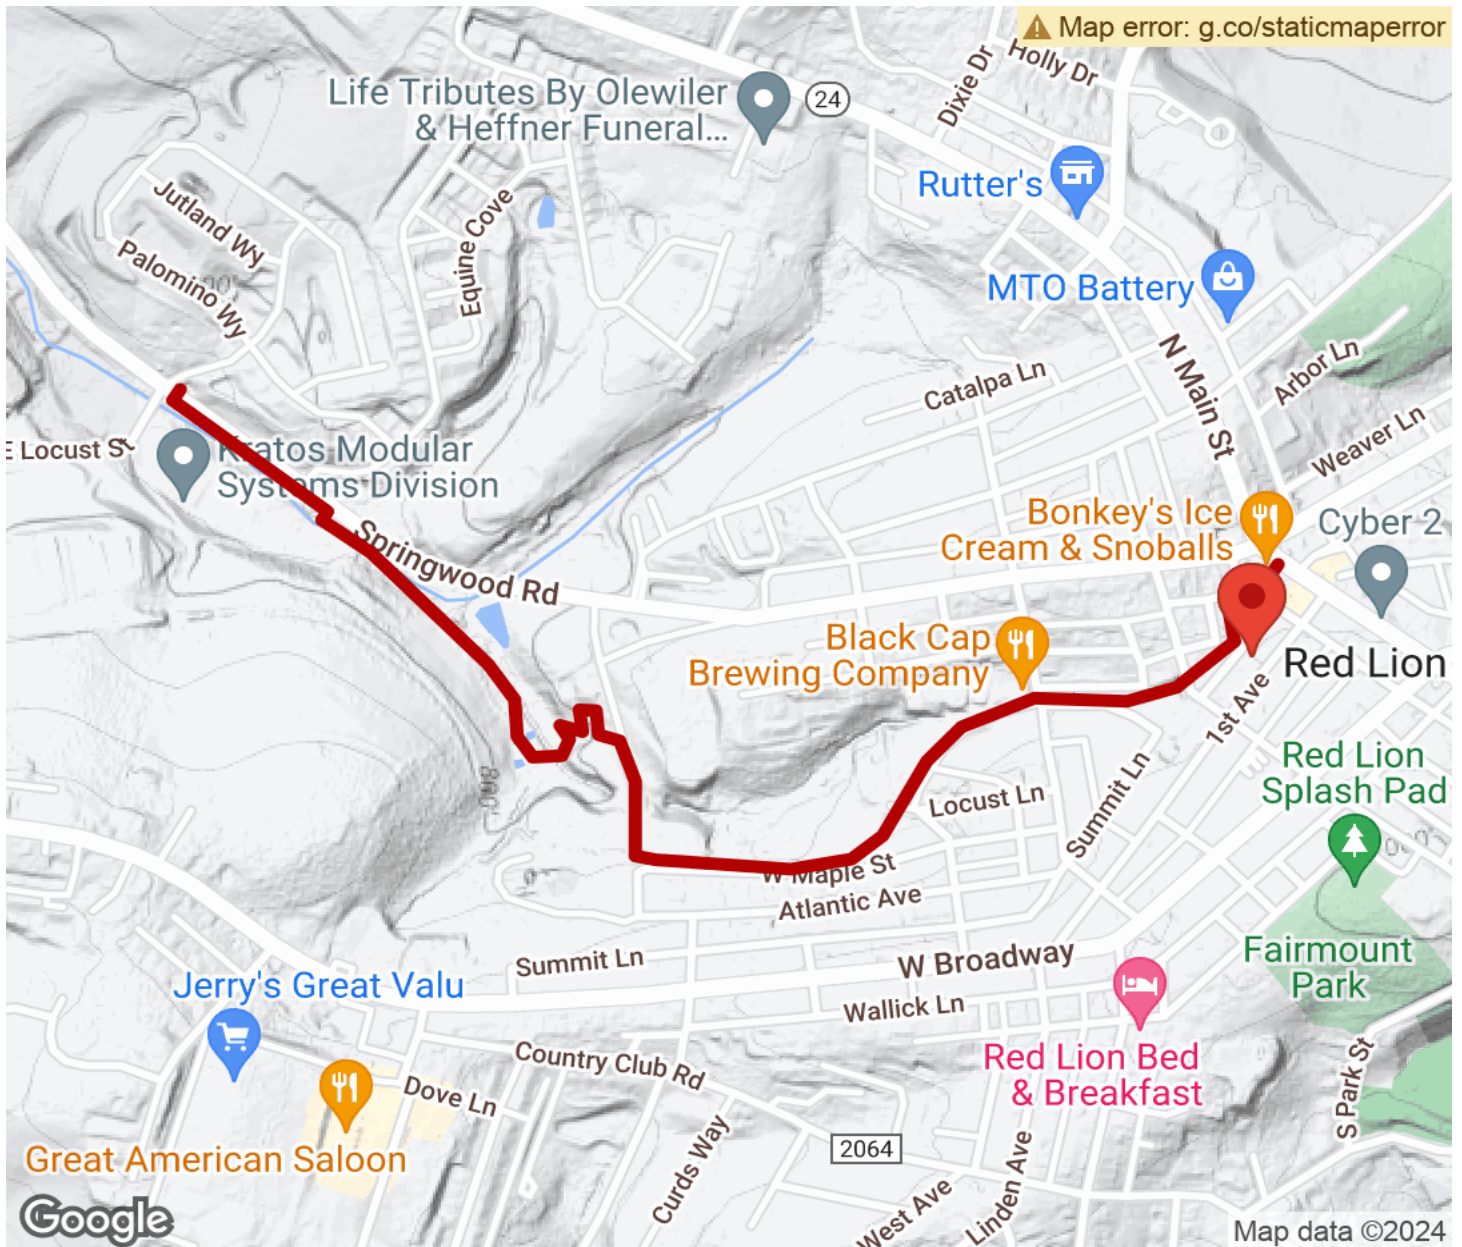 Map error: g.co/staticmaperror
Holly Dr
Dixie Dr
Life Tributes By Olewiler
& Heffner Funeral...
24
Rutter's
Jutland Wy
Equine Cove
Palomino Wy
MTO Battery
N Main St
Arbor Ln
Catalpa Ln
Weaver Ln
E Locust St
Kratos Modular
Systems Division
Bonkey's Ice
Cream & Snoballs
Cyber 2
Springwood Rd
Black Cap
Brewing Company
Red Lion
1st Ave
Red Lion
Splash Pad
800
Locust Ln
Summit Ln
W Maple St
Atlantic Ave
Fairmount
Park
Summit Ln
W Broadway
Jerry's Great Valu
Wallick Ln
Country Club Rd
Red Lion Bed
& Breakfast
Dove Ln
S Park St
Curds Way
2064
Great American Saloon
West Ave
Linden Ave
Google
Map data ©2024